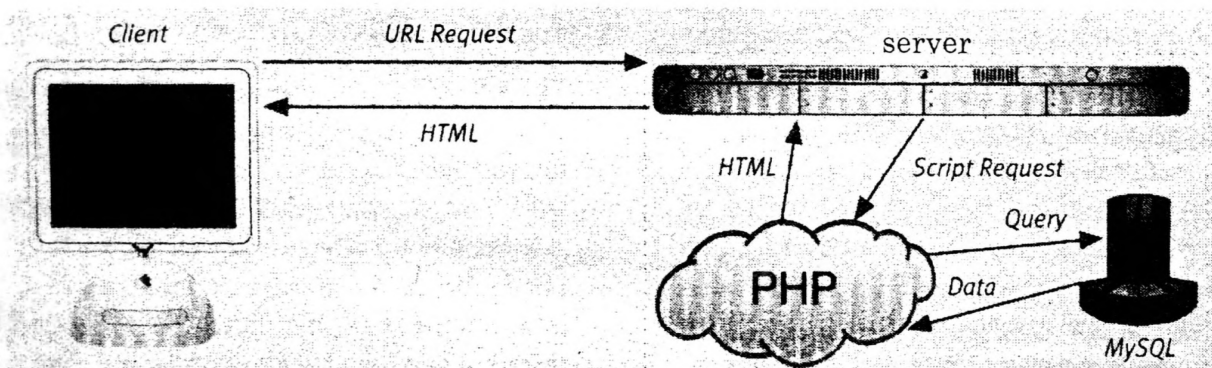 Client
URL Request
server
HTML
HTML
Script Request
Query
PHP
Data
MySQL